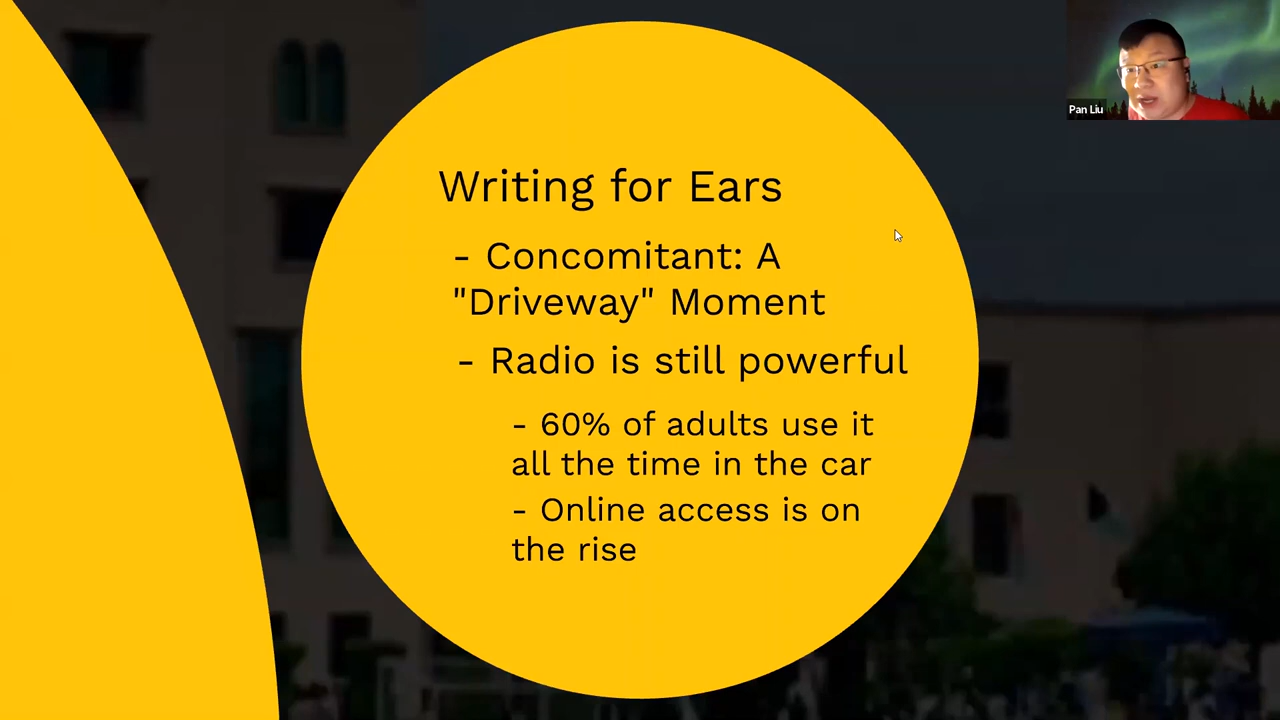 Pan Liu
Writing for Ears
- Concomitant: A
"Driveway" Moment
- Radio is still powerful
- 60% of adults use it
all the time in the car
- Online access is on
the rise